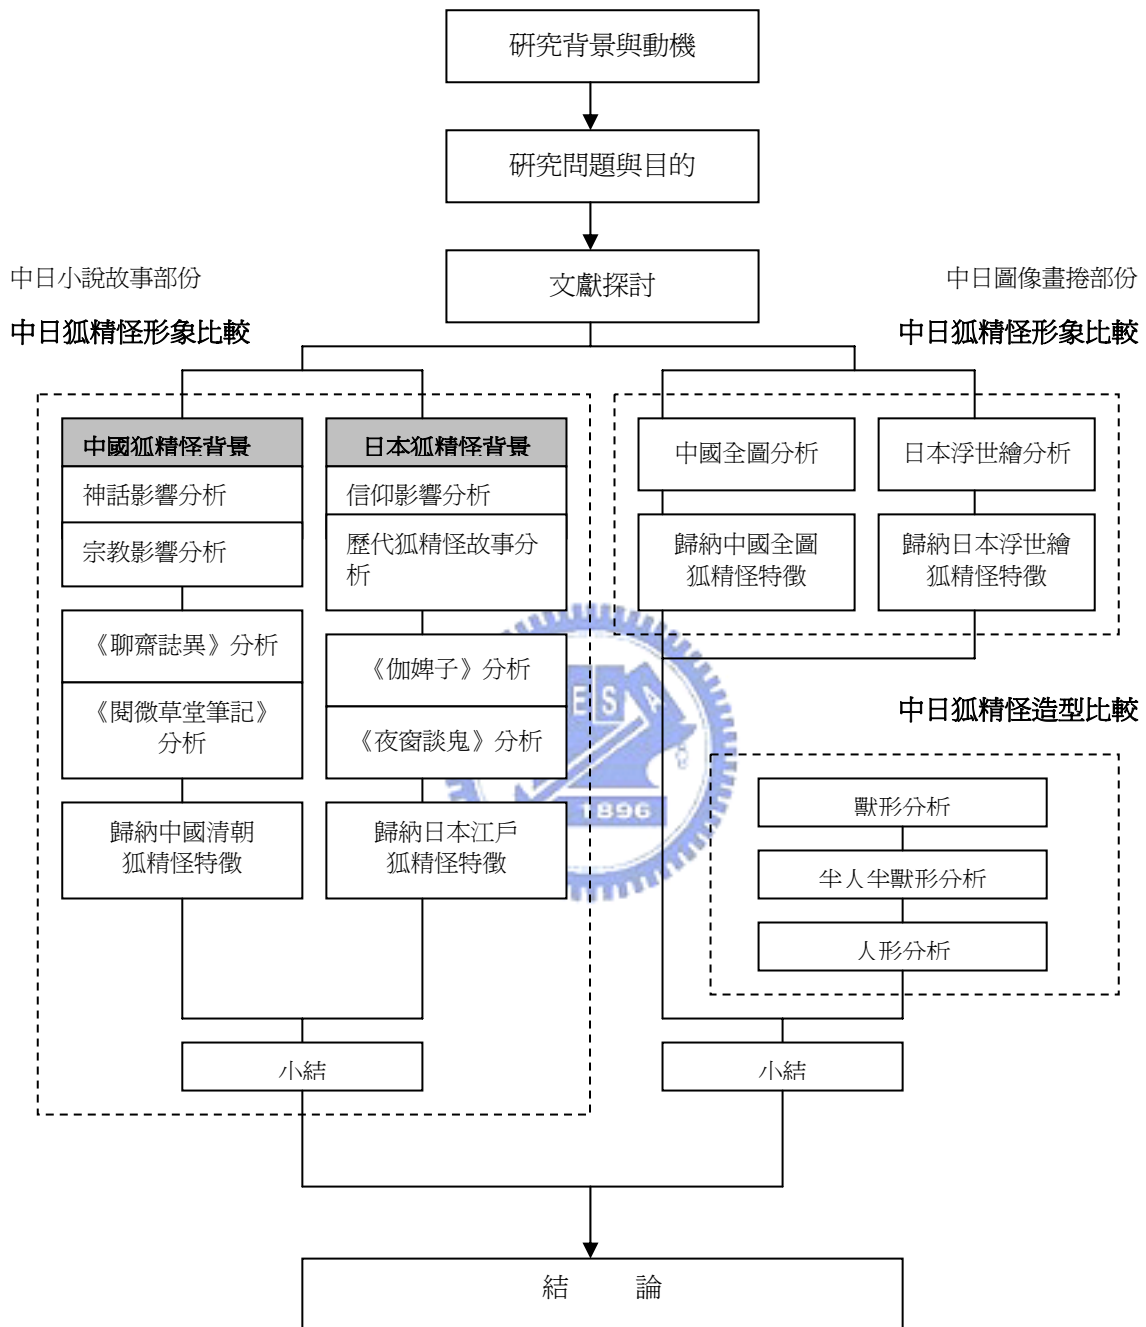 研究背景與動機
研究問題與目的
文獻探討
中日小說故事部份
中日狐精怪形象比較
中日圖像畫捲部份
中日狐精怪形象比較
中國狐精怪背景
神話影響分析
宗教影響分析
《聊齋誌異》分析
《閱微草堂筆記》
分析
歸納中國清朝
狐精怪特徵
日本狐精怪背景
信仰影響分析
歷代狐精怪故事分
析
《伽婢子》分析
《夜窗談鬼》分析
歸納日本江戶
狐精怪特徵
小結
中國全圖分析
歸納中國全圖
狐精怪特徵
日本浮世繪分析
歸納日本浮世繪
狐精怪特徵
中日狐精怪造型比較
獸形分析
半人半獸形分析
人形分析
小結
結 論
E S A
1896